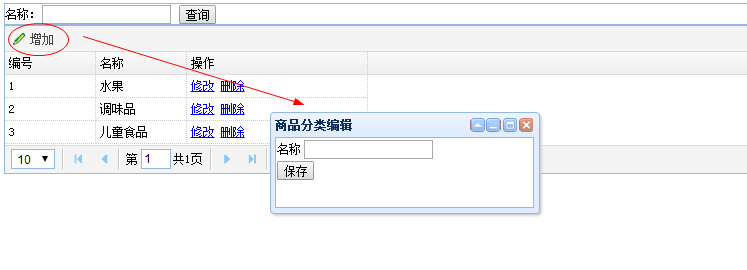 名称： 查询
增加
编号 名称 操作
1 水果 修改 删除
2 调味品 修改 删除
3 儿童食品 修改 删除
10 第 1 共1页
商品分类编辑
名称
保存